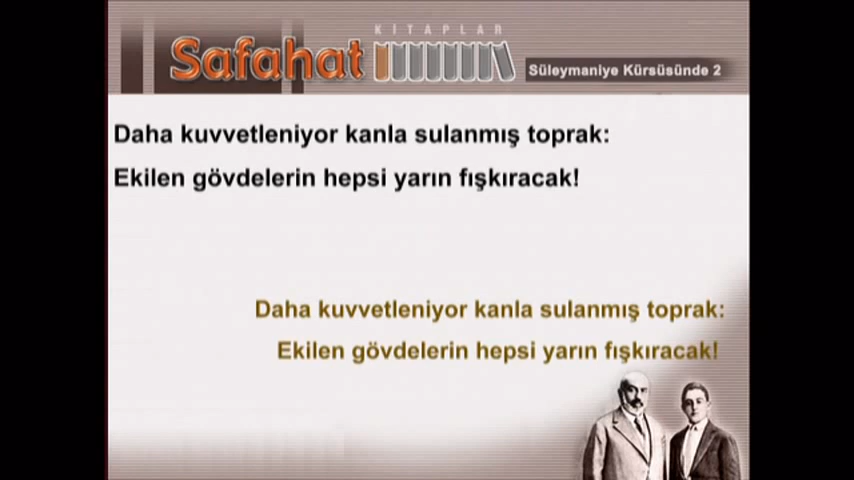 KİTAPLAR
Safahat
Süleymaniye Kürsüsünde 2
Daha kuvvetleniyor kanla sulanmış toprak:
Ekilen gövdelerin hepsi yarın fışkıracak!
Daha kuvvetleniyor kanla sulanmış toprak:
Ekilen gövdelerin hepsi yarın fışkıracak!